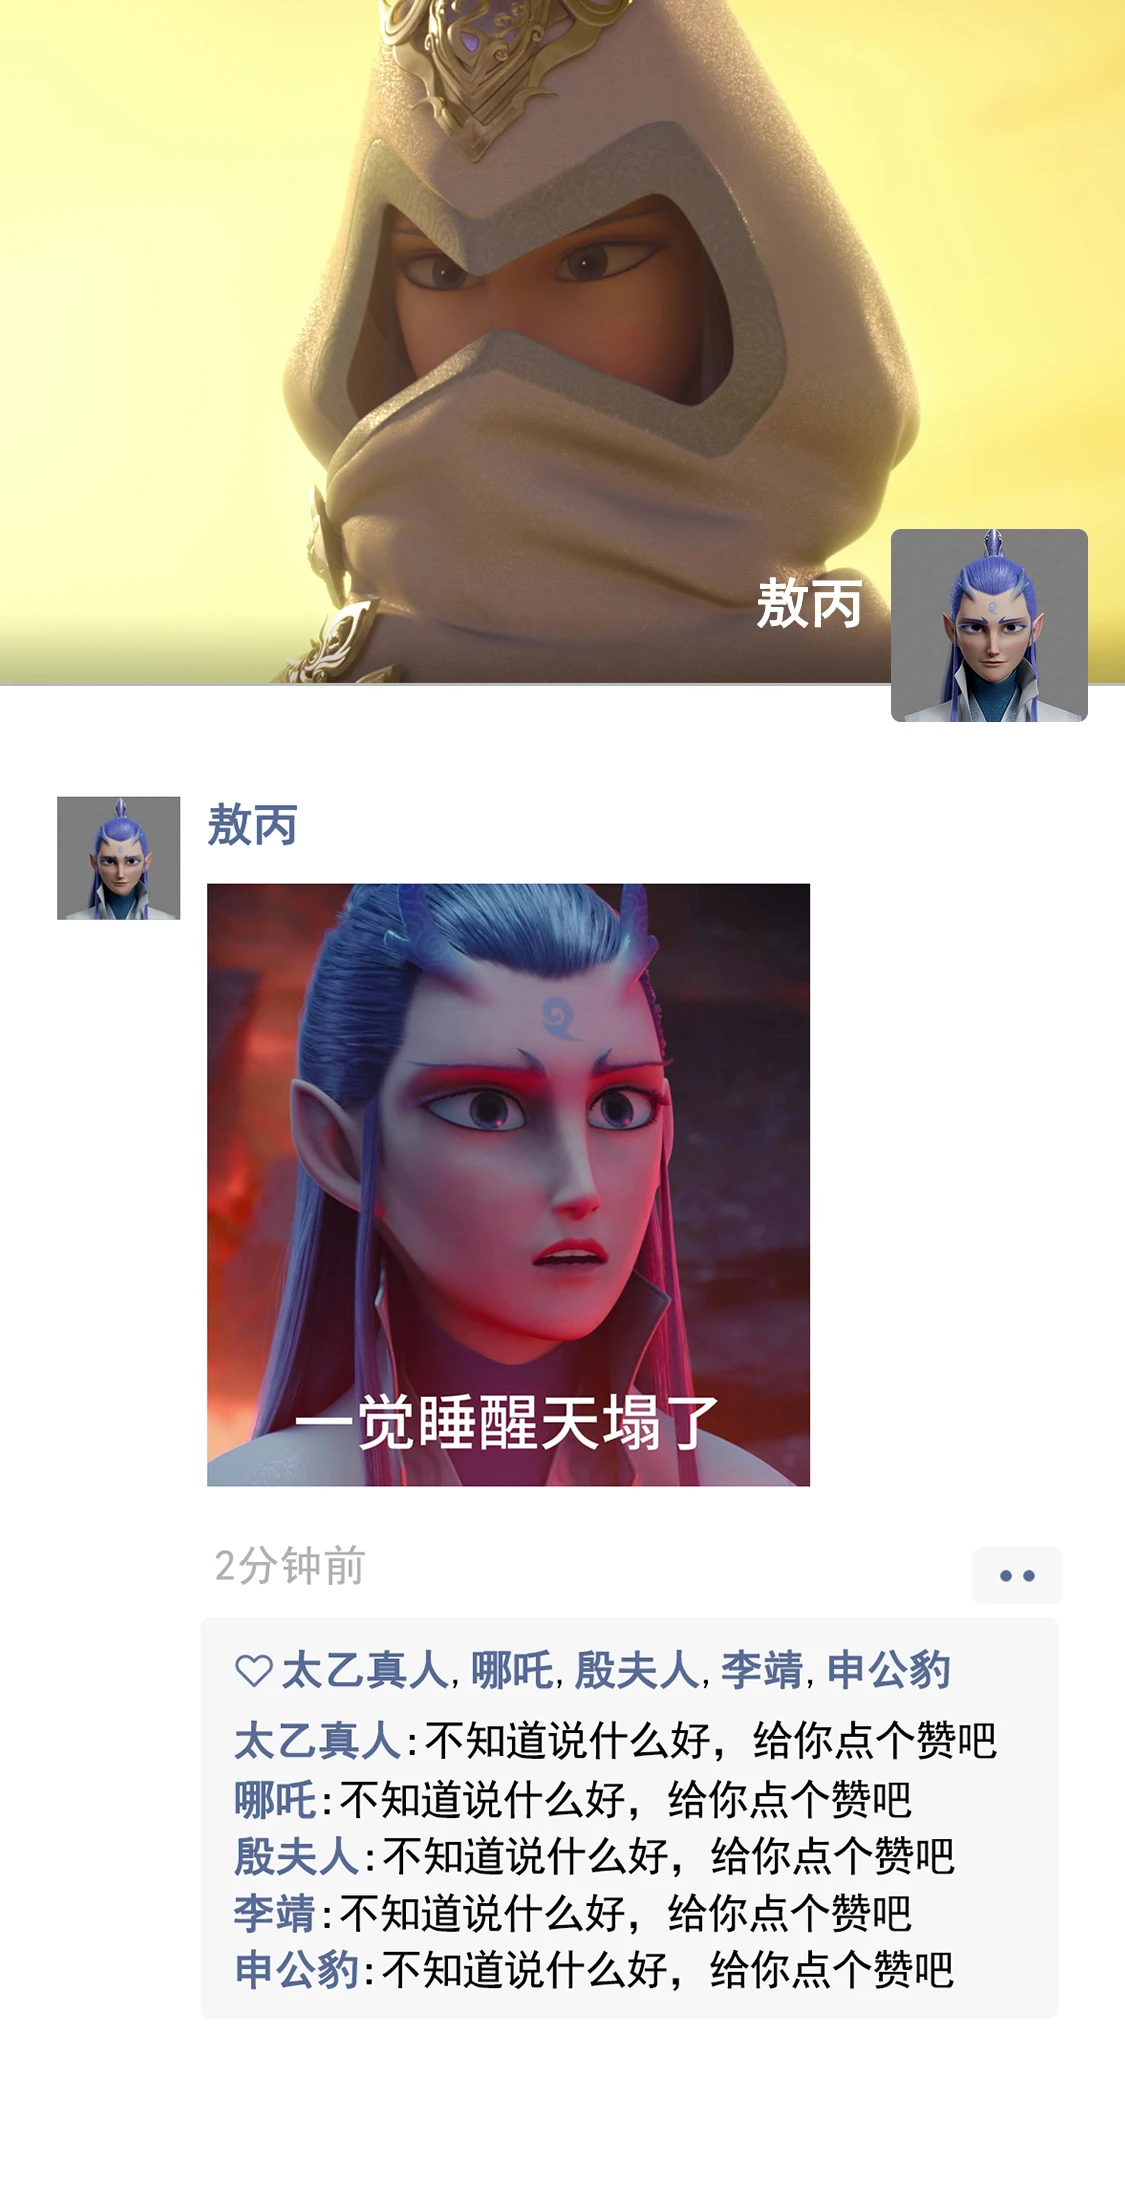 敖丙
敖丙
一觉睡醒天塌了
2分钟前
太乙真人,哪吒,殷夫人,李靖,申公豹
太乙真人:不知道说什么好，给你点个赞吧
哪吒:不知道说什么好，给你点个赞吧
殷夫人:不知道说什么好，给你点个赞吧
李靖:不知道说什么好，给你点个赞吧
申公豹:不知道说什么好，给你点个赞吧